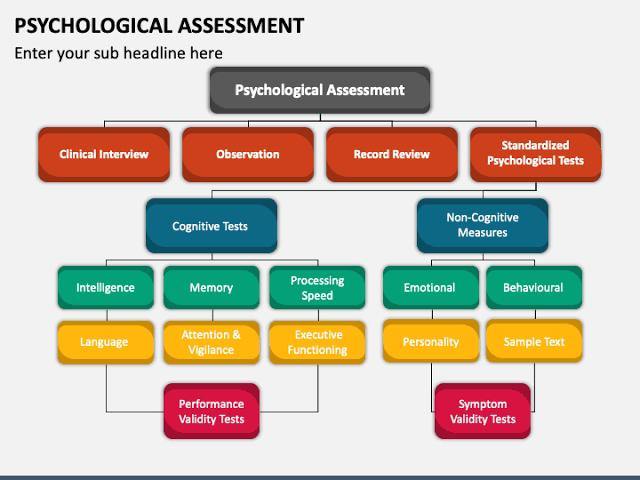 PSYCHOLOGICAL ASSESSMENT
Enter your sub headline here
Psychological Assessment
Clinical Interview
Observation
Record Review
Standardized
Psychological Tests
Cognitive Tests
Non-Cognitive
Measures
Intelligence
Memory
Processing
Speed
Emotional
Behavioural
Language
Attention &
Vigilance
Executive
Functioning
Personality
Sample Text
Performance
Validity Tests
Symptom
Validity Tests